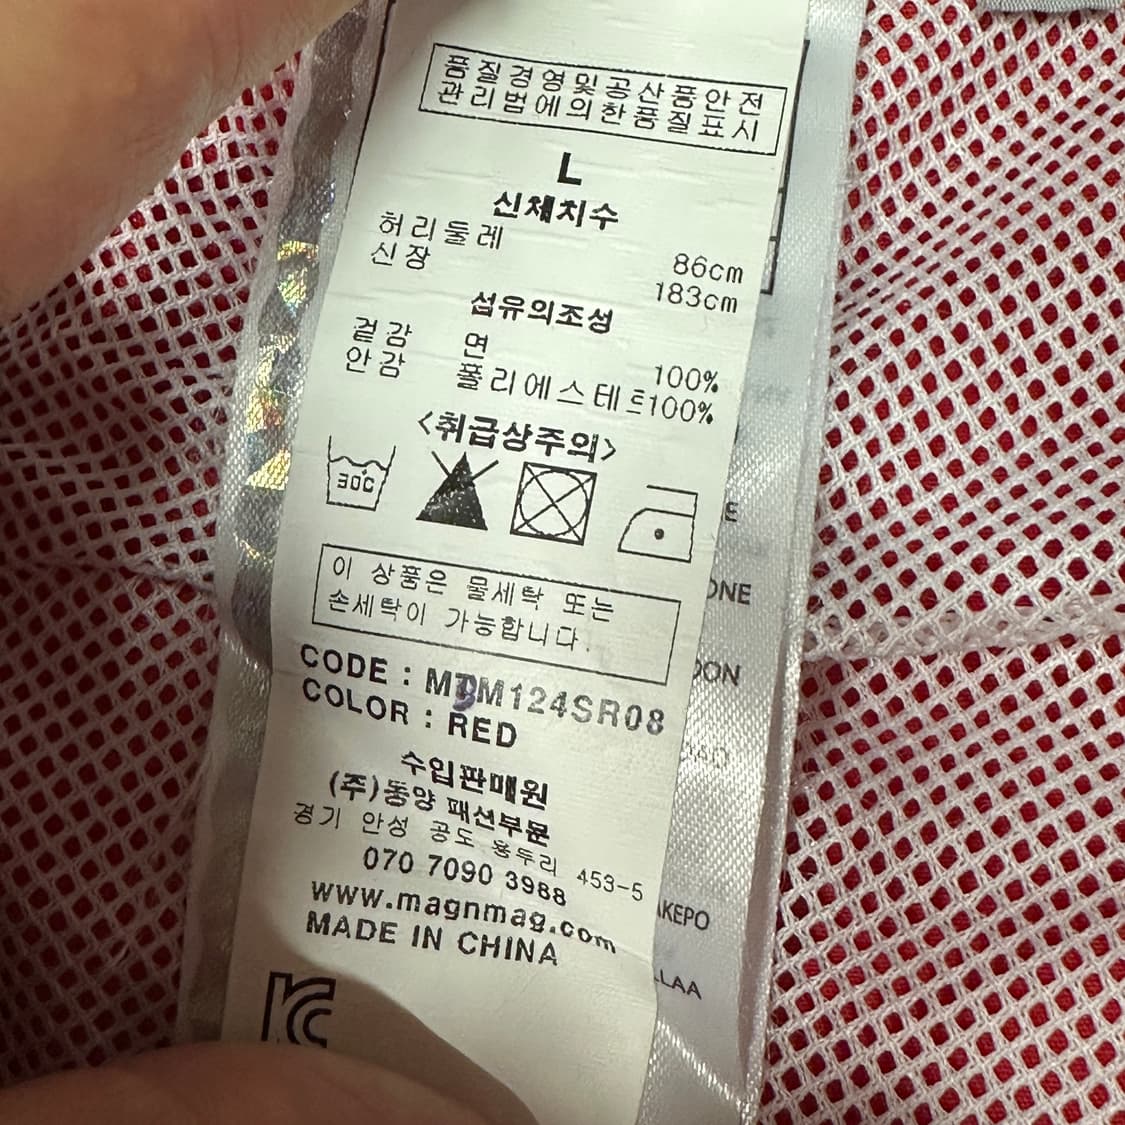 품질경영및공산품안전
관리법에의한품질표시
L
신체치수
허리둘레 86cm
신장 183cm
섬유의조성
겉감 면 100%
안감 폴리에스테르100%
<취급상주의>
30C
이 상품은 물세탁 또는
손세탁이 가능합니다.
CODE : M M124SR08
COLOR : RED
수입판매원
(주)동양 패션부문
경기 안성 공도 용두리 453-5
070 7090 3988
www.magnmag.com
MADE IN CHINA